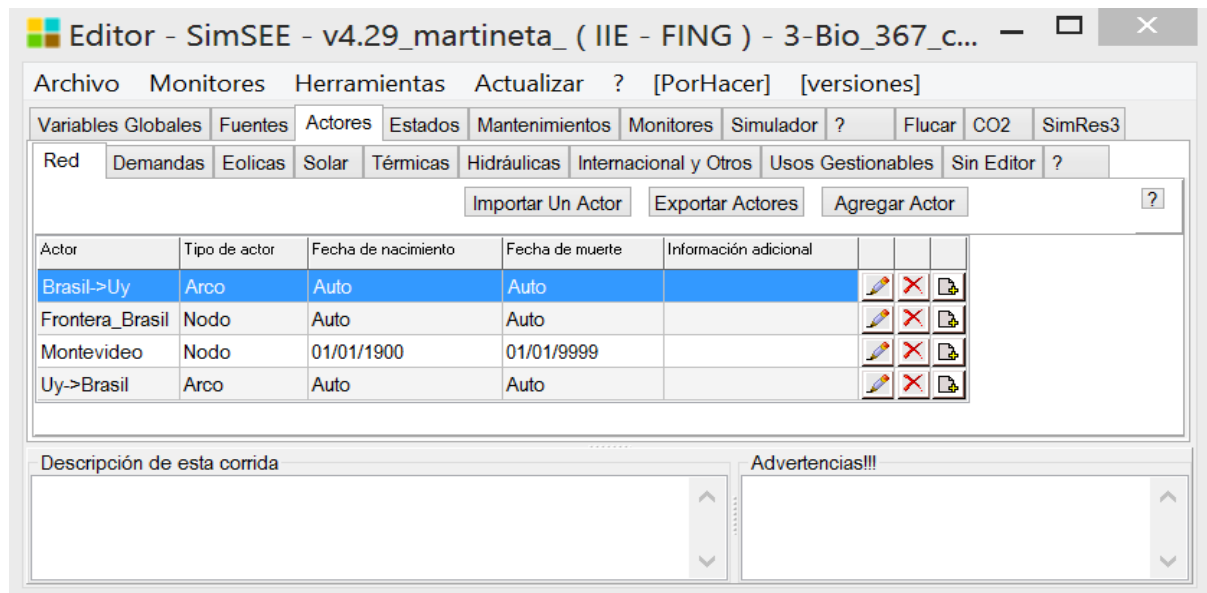 Editor - SimSEE - v4.29_martineta_ ( IIE - FING ) - 3-Bio_367_c...
Archivo Monitores Herramientas Actualizar ? [PorHacer] [versiones]
Variables Globales Fuentes Actores Estados Mantenimientos Monitores Simulador ? Flucar CO2 SimRes3
Red Demandas Eolicas Solar Térmicas Hidráulicas Internacional y Otros Usos Gestionables Sin Editor ?
Importar Un Actor Exportar Actores Agregar Actor ?
Actor Tipo de actor Fecha de nacimiento Fecha de muerte Información adicional
Brasil->Uy Arco Auto Auto
Frontera_Brasil Nodo Auto Auto
Montevideo Nodo 01/01/1900 01/01/9999
Uy->Brasil Arco Auto Auto
Descripción de esta corrida Advertencias!!!